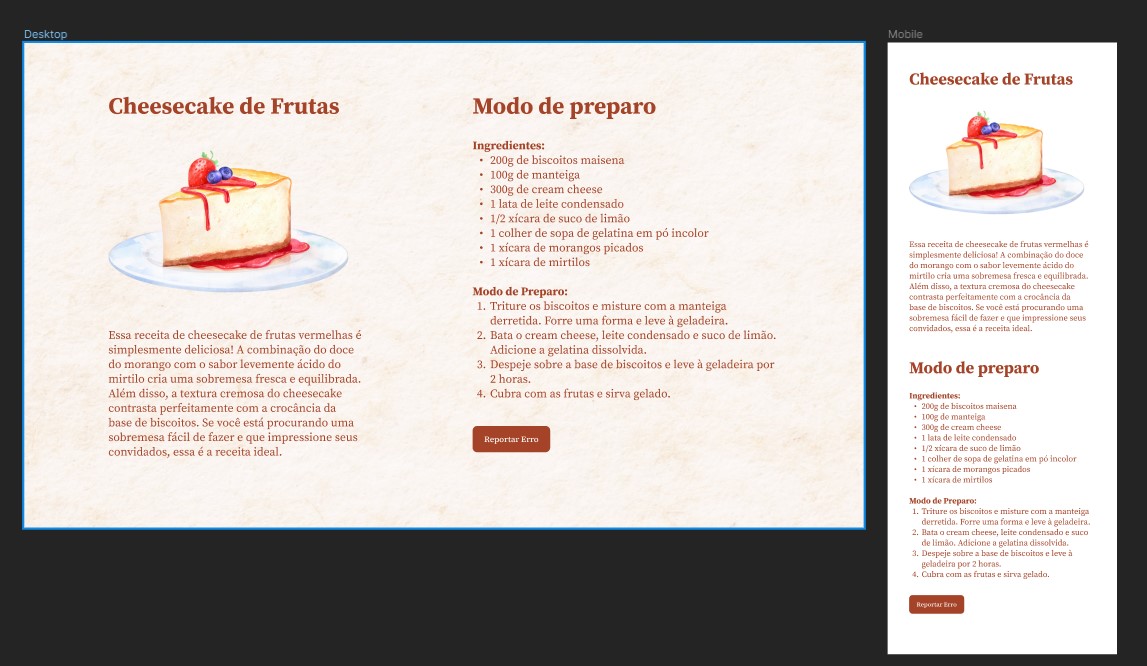 Desktop
Cheesecake de Frutas
Essa receita de cheesecake de frutas vermelhas é
simplesmente deliciosa! A combinação do doce
do morango com o sabor levemente ácido do
mirtilo cria uma sobremesa fresca e equilibrada.
Além disso, a textura cremosa do cheesecake
contrasta perfeitamente com a crocância da
base de biscoitos. Se você está procurando uma
sobremesa fácil de fazer e que impressione seus
convidados, essa é a receita ideal.
Modo de preparo
Ingredientes:
• 200g de biscoitos maisena
• 100g de manteiga
• 300g de cream cheese
• 1 lata de leite condensado
• 1/2 xícara de suco de limão
• 1 colher de sopa de gelatina em pó incolor
• 1 xícara de morangos picados
• 1 xícara de mirtilos
Modo de Preparo:
1. Triture os biscoitos e misture com a manteiga
derretida. Forre uma forma e leve à geladeira.
2. Bata o cream cheese, leite condensado e suco de limão.
Adicione a gelatina dissolvida.
3. Despeje sobre a base de biscoitos e leve à geladeira por
2 horas.
4. Cubra com as frutas e sirva gelado.
Reportar Erro
Mobile
Cheesecake de Frutas
Essa receita de cheesecake de frutas vermelhas é
simplesmente deliciosa! A combinação do doce
do morango com o sabor levemente ácido do
mirtilo cria uma sobremesa fresca e equilibrada.
Além disso, a textura cremosa do cheesecake
contrasta perfeitamente com a crocância da
base de biscoitos. Se você está procurando uma
sobremesa fácil de fazer e que impressione seus
convidados, essa é a receita ideal.
Modo de preparo
Ingredientes:
• 200g de biscoitos maisena
• 100g de manteiga
• 300g de cream cheese
• 1 lata de leite condensado
• 1/2 xícara de suco de limão
• 1 colher de sopa de gelatina em pó incolor
• 1 xícara de morangos picados
• 1 xícara de mirtilos
Modo de Preparo:
1. Triture os biscoitos e misture com a manteiga
derretida. Forre uma forma e leve à geladeira.
2. Bata o cream cheese, leite condensado e suco
de limão. Adicione a gelatina dissolvida.
3. Despeje sobre a base de biscoitos e leve à
geladeira por 2 horas.
4. Cubra com as frutas e sirva gelado.
Reportar Erro